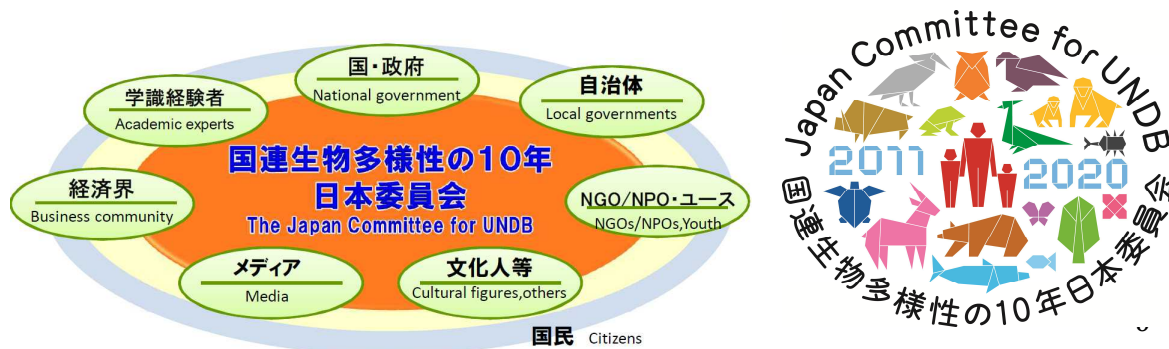 国・政府
National government
学識経験者
Academic experts
自治体
Local governments
国連生物多様性の10年
日本委員会
The Japan Committee for UNDB
経済界
Business community
NGO/NPO・ユース
NGOs/NPOs,Youth
メディア
Media
文化人等
Cultural figures,others
国民 Citizens
Japan Committee for UNDB
2011 2020
国連生物多様性の10年日本委員会